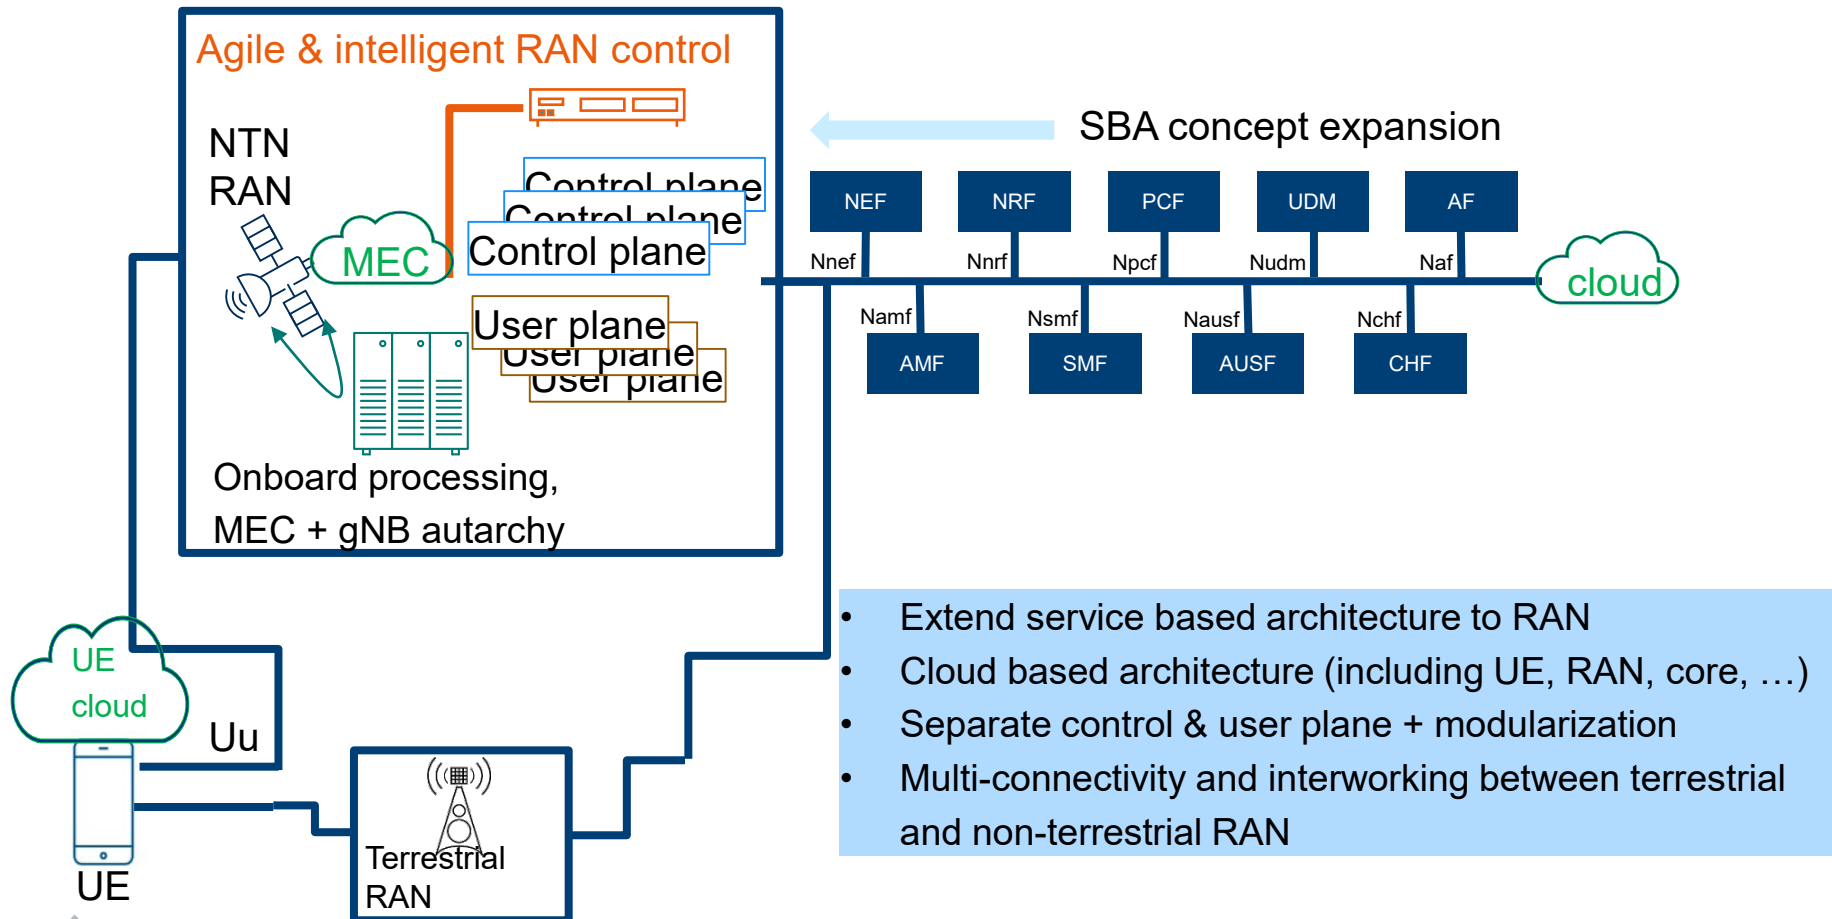 Agile & intelligent RAN control
NTN
RAN
MEC
Control plane
Control plane
Control plane
User plane
User plane
User plane
Onboard processing,
MEC + gNB autarchy
SBA concept expansion
NEF
NRF
PCF
UDM
AF
Nnef
Nnrf
Npcf
Nudm
Naf
cloud
Namf
Nsmf
Nausf
Nchf
AMF
SMF
AUSF
CHF
UE
cloud
Uu
UE
Terrestrial
RAN
• Extend service based architecture to RAN
• Cloud based architecture (including UE, RAN, core, …)
• Separate control & user plane + modularization
• Multi-connectivity and interworking between terrestrial
and non-terrestrial RAN